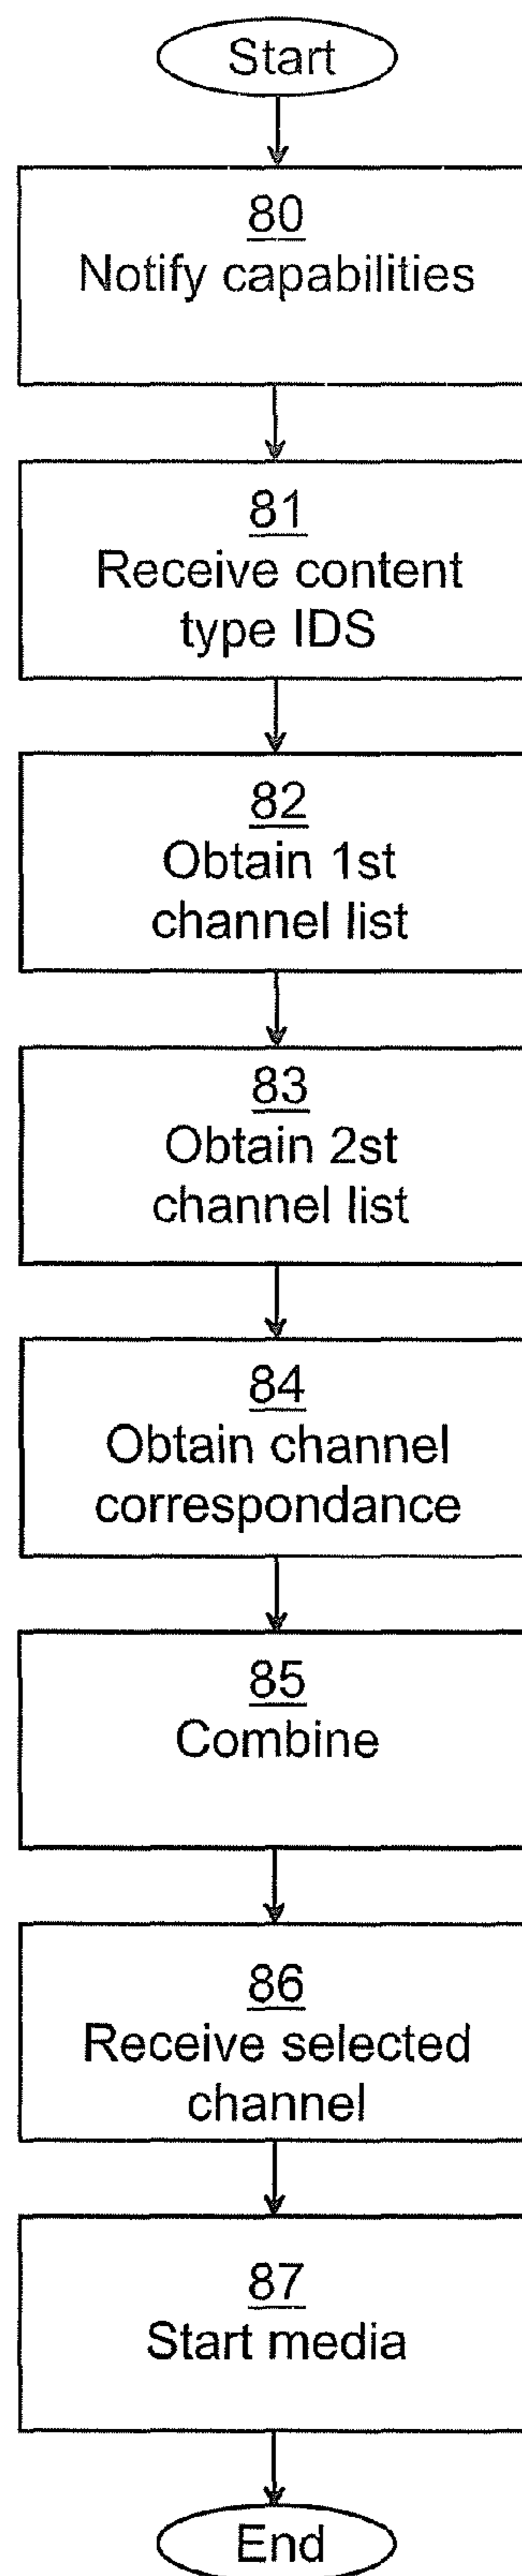 Start
80
Notify capabilities
81
Receive content
type IDS
82
Obtain 1st
channel list
83
Obtain 2st
channel list
84
Obtain channel
correspondance
85
Combine
86
Receive selected
channel
87
Start media
End